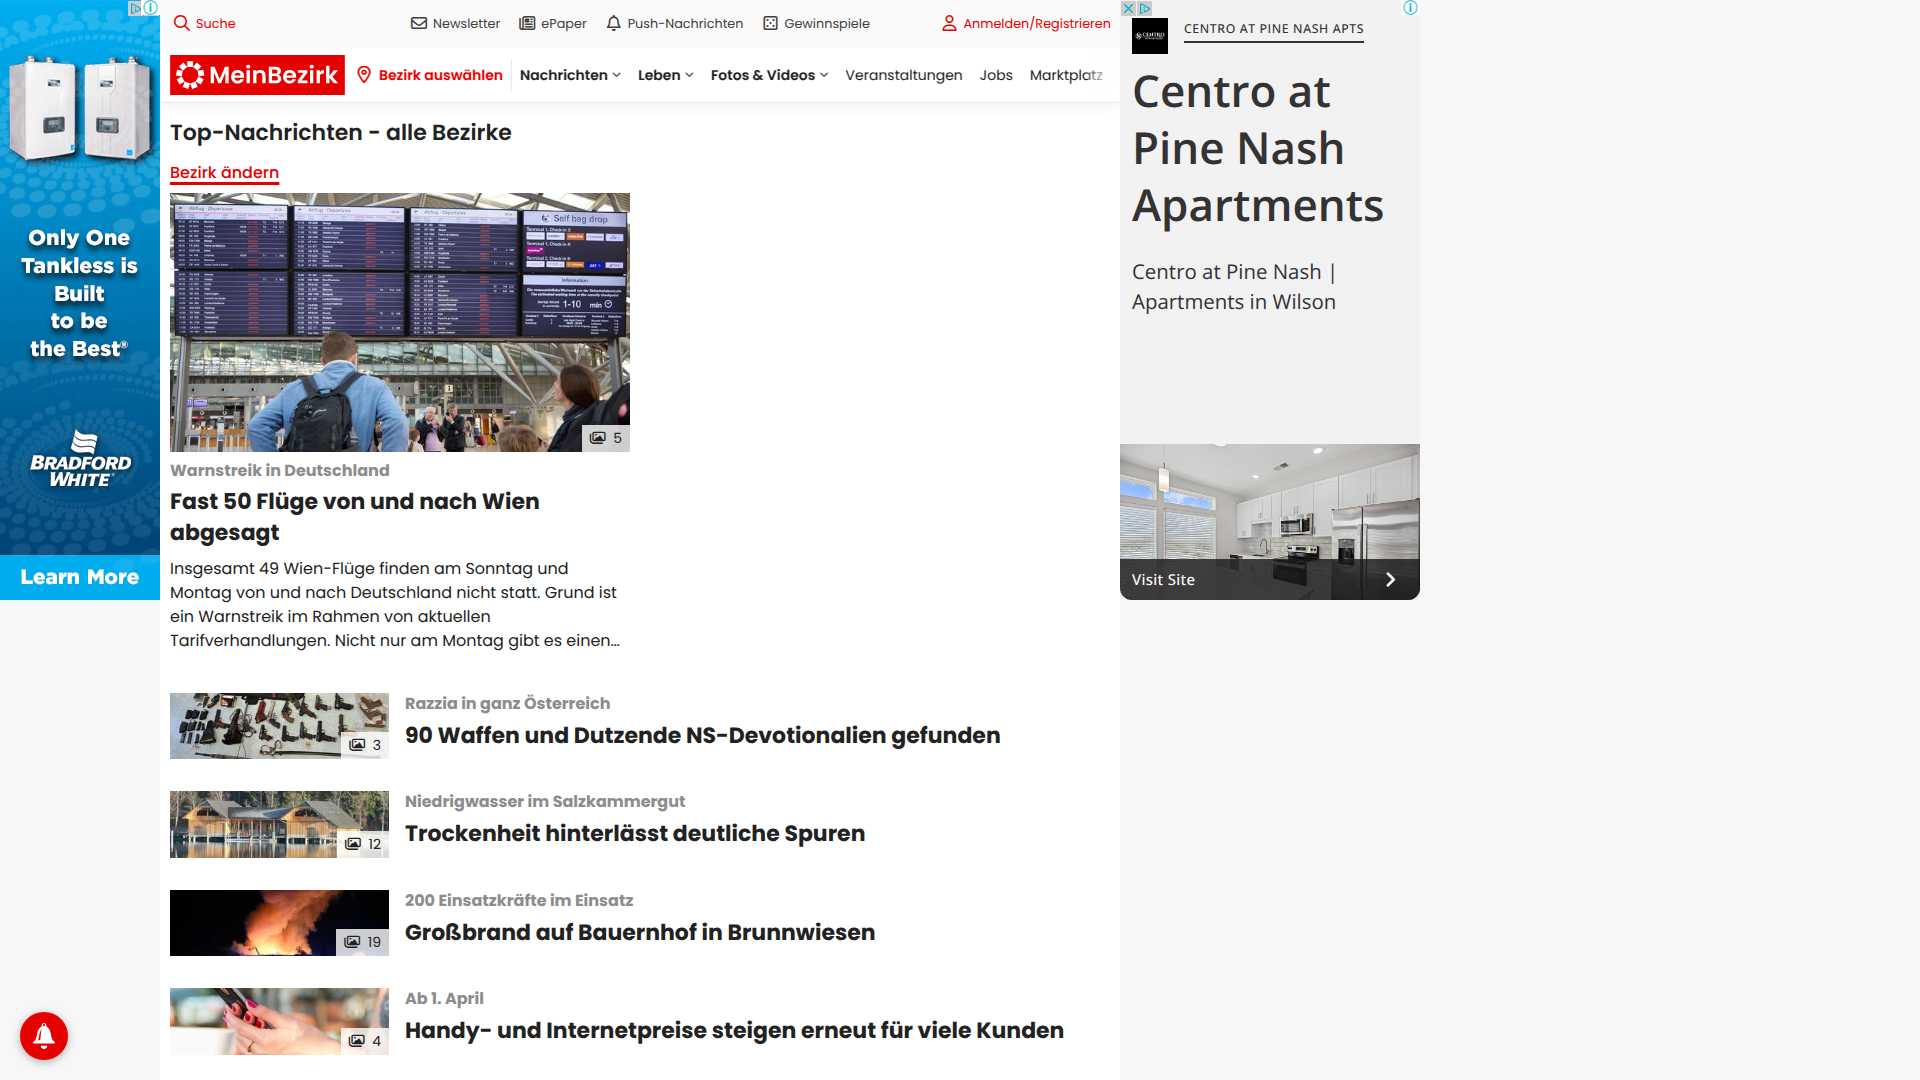 Suche
Newsletter
ePaper
Push-Nachrichten
Gewinnspiele
Anmelden/Registrieren
MeinBezirk
Bezirk auswählen
Nachrichten
Leben
Fotos & Videos
Veranstaltungen
Jobs
Marktplatz
Top-Nachrichten - alle Bezirke
Bezirk ändern
Self bag drop
Information
1-10 min
5
Warnstreik in Deutschland
Fast 50 Flüge von und nach Wien
abgesagt
Insgesamt 49 Wien-Flüge finden am Sonntag und
Montag von und nach Deutschland nicht statt. Grund ist
ein Warnstreik im Rahmen von aktuellen
Tarifverhandlungen. Nicht nur am Montag gibt es einen...
3
Razzia in ganz Österreich
90 Waffen und Dutzende NS-Devotionalien gefunden
12
Niedrigwasser im Salzkammergut
Trockenheit hinterlässt deutliche Spuren
19
200 Einsatzkräfte im Einsatz
Großbrand auf Bauernhof in Brunnwiesen
4
Ab 1. April
Handy- und Internetpreise steigen erneut für viele Kunden
Only One
Tankless is
Built
to be
the Best®
BRADFORD
WHITE
Learn More
CENTRO AT PINE NASH APTS
Centro at
Pine Nash
Apartments
Centro at Pine Nash |
Apartments in Wilson
Visit Site